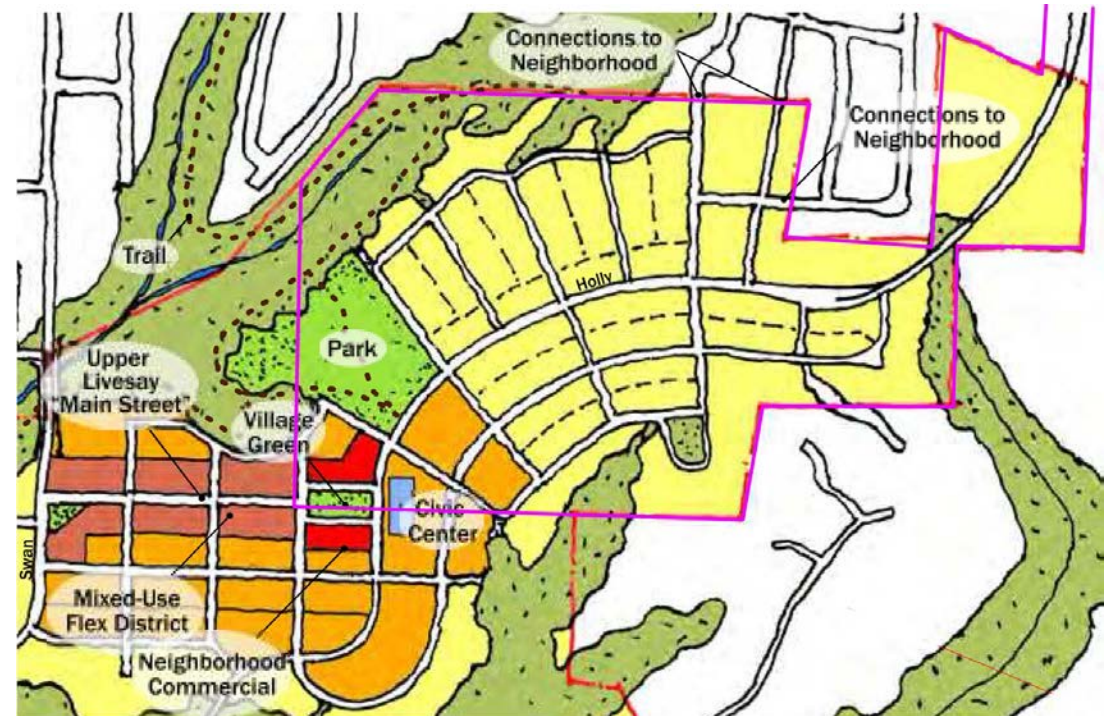 Connections to
Neighborhood
Connections to
Neighborhood
Trail
Holly
Park
Upper
Livesay
"Main Street"
Village
Green
Civic
Center
Swan
Mixed-Use
Flex District
Neighborhood
Commercial